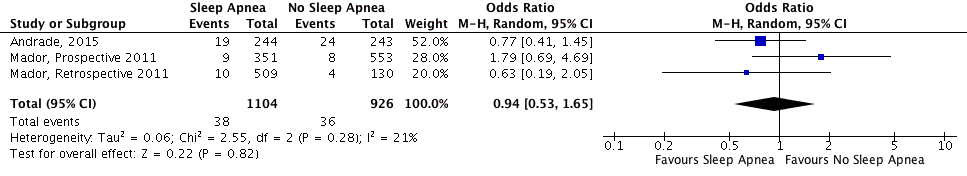 Sleep Apnea No Sleep Apnea Odds Ratio Odds Ratio
Study or Subgroup Events Total Events Total Weight M-H, Random, 95% CI M-H, Random, 95% CI
Andrade, 2015 19 244 24 243 52.0% 0.77 [0.41, 1.45]
Mador, Prospective 2011 9 351 8 553 28.0% 1.79 [0.69, 4.69]
Mador, Retrospective 2011 10 509 4 130 20.0% 0.63 [0.19, 2.05]
Total (95% CI) 1104 926 100.0% 0.94 [0.53, 1.65]
Total events 38 36
Heterogeneity: Tau² = 0.06; Chi² = 2.55, df = 2 (P = 0.28); I² = 21%
Test for overall effect: Z = 0.22 (P = 0.82)
0.1 0.2 0.5 1 2 5 10
Favours Sleep Apnea Favours No Sleep Apnea